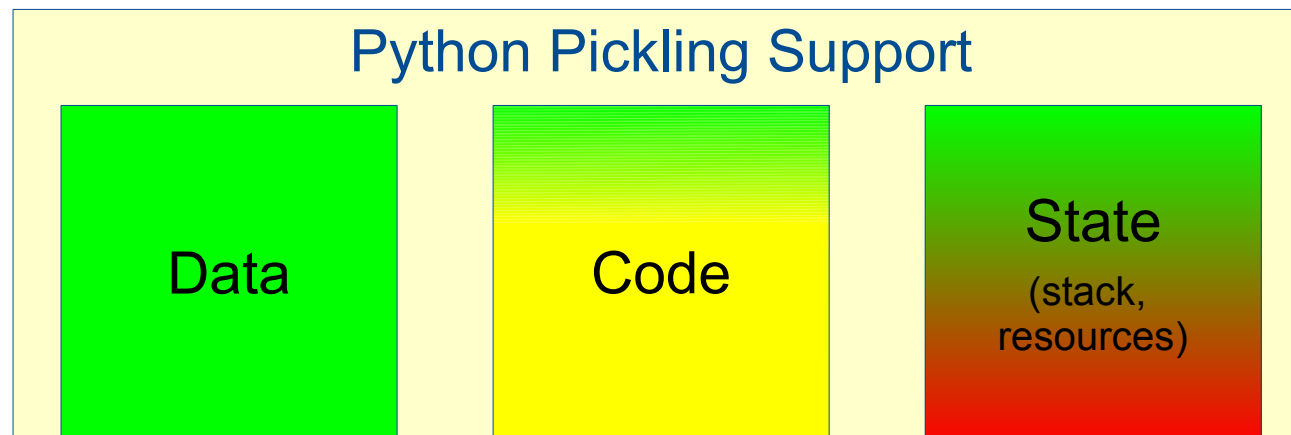 Python Pickling Support
Data
Code
State
(stack,
resources)